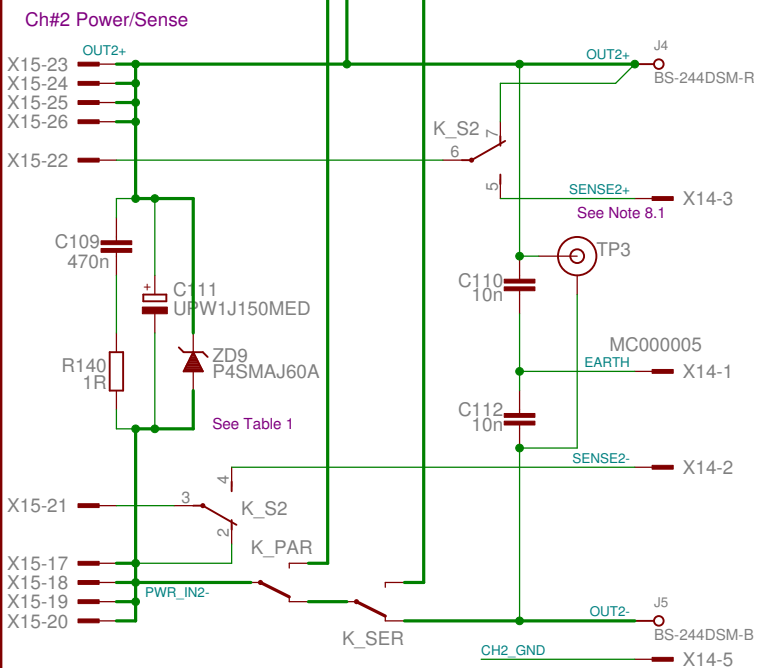 Ch#2 Power/Sense
OUT2+
X15-23
X15-24
X15-25
X15-26
X15-22
OUT2+
J4
BS-244DSM-R
K_S2
7
6
5
SENSE2+
X14-3
See Note 8.1
C109
470n
+
C111
UPW1J150MED
TP3
C110
10n
R140
1R
ZD9
P4SMAJ60A
MC000005
EARTH
X14-1
See Table 1
C112
10n
SENSE2-
X14-2
X15-21
3
4
K_S2
2
X15-17
X15-18
X15-19
X15-20
PWR_IN2-
K_PAR
K_SER
OUT2-
J5
BS-244DSM-B
CH2_GND
X14-5